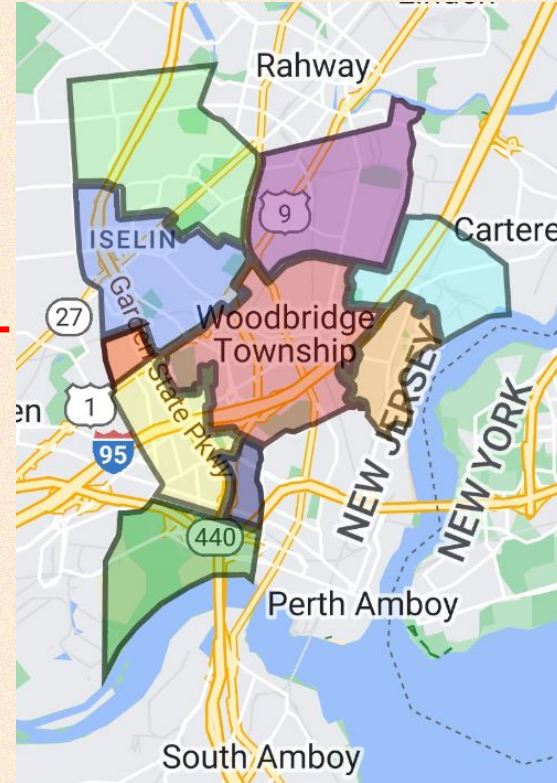 Rahway
9
ISELIN
Cartere
27
Garden State PKWY
Woodbridge
Township
en
1
95
NEW JERSEY
NEW YORK
440
Perth Amboy
South Amboy